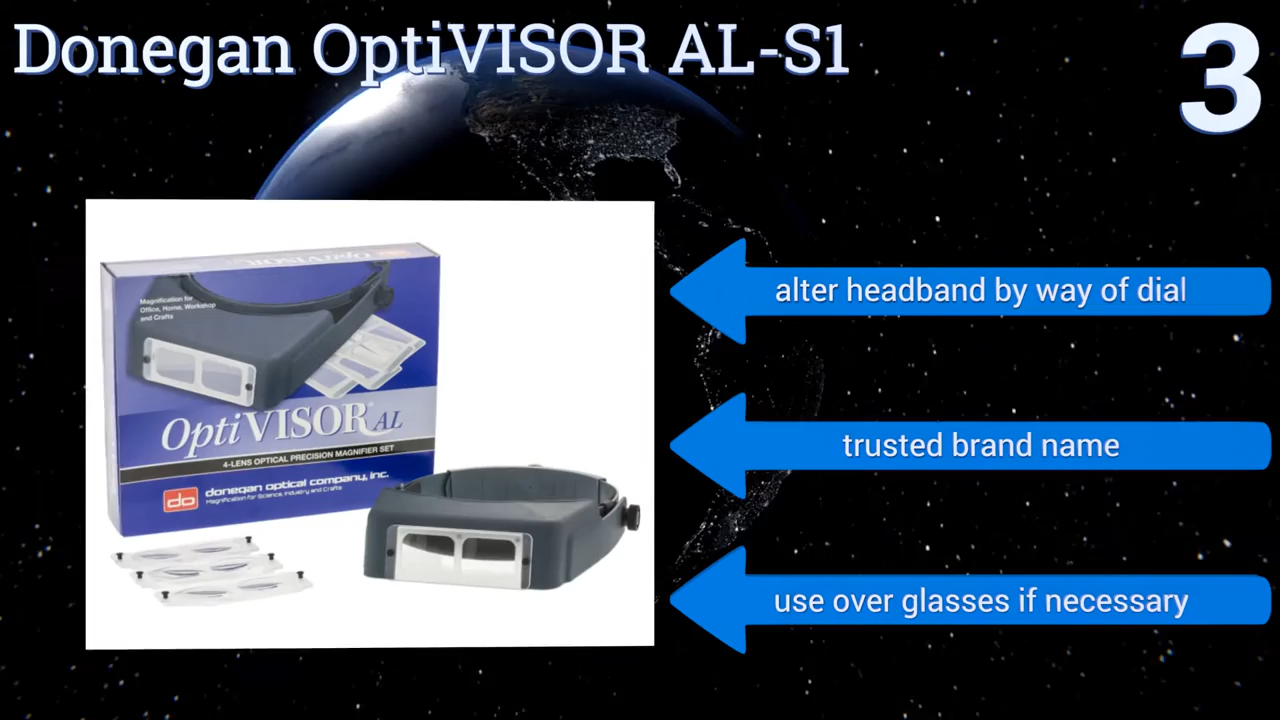 Donegan OptiVISOR AL-S1
3
Magnification for
Office, Home, Workshop
and Crafts
OptiVISOR® AL
4-LENS OPTICAL PRECISION MAGNIFIER SET
do
donegan optical company, inc.
Magnification for Science, Industry and Crafts
alter headband by way of dial
trusted brand name
use over glasses if necessary